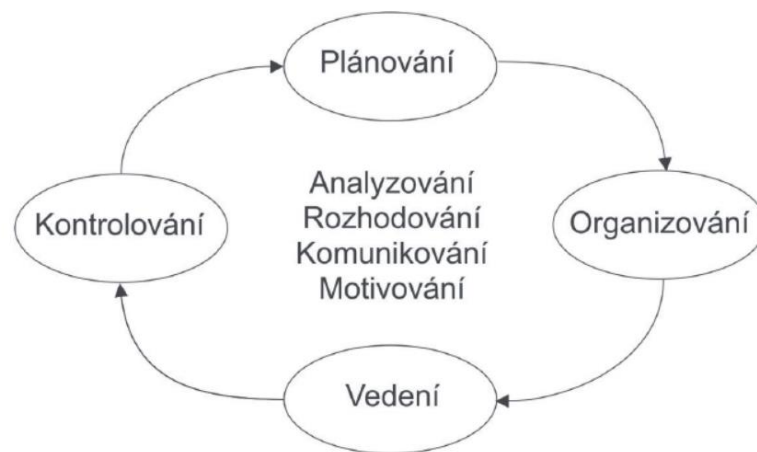 Plánování
Analyzování
Rozhodování
Komunikování
Motivování
Kontrolování
Organizování
Vedení